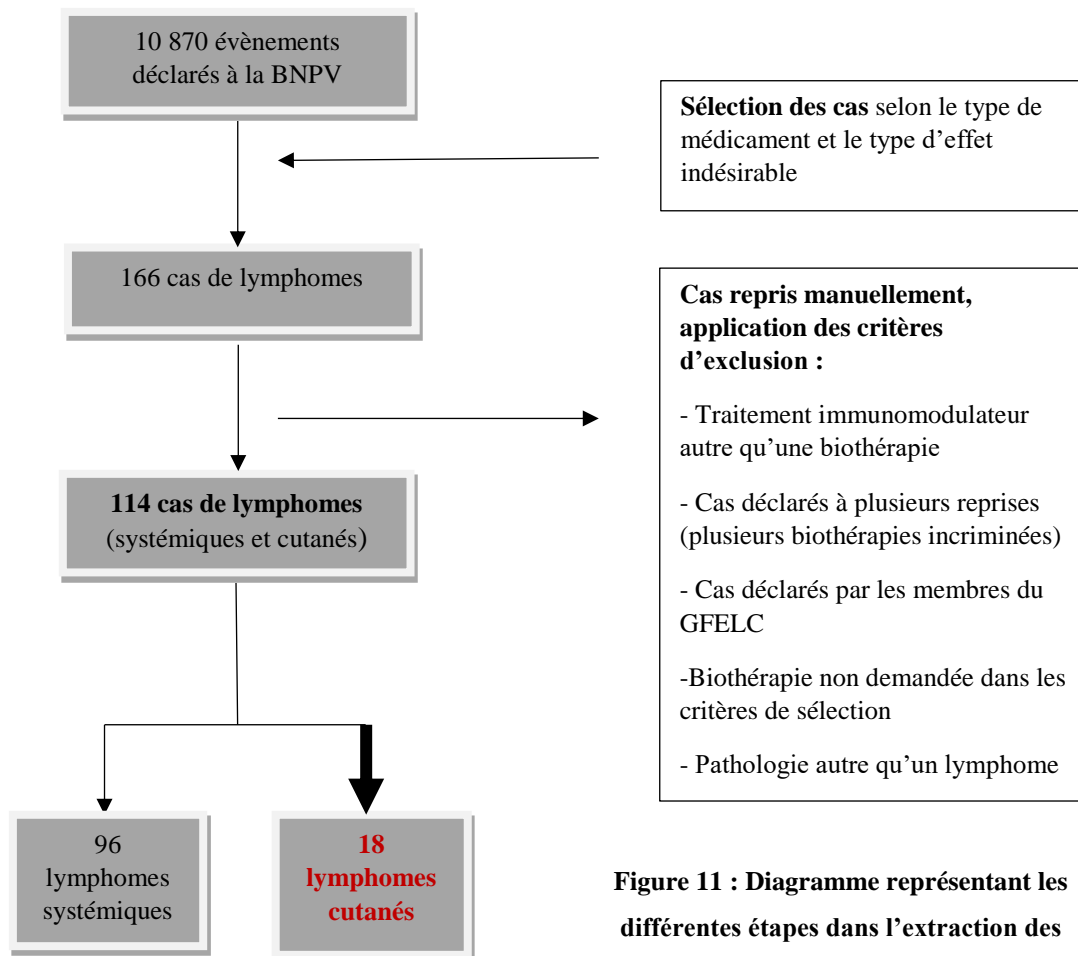 10 870 évènements
déclarés à la BNPV
Sélection des cas selon le type de
médicament et le type d’effet
indésirable
166 cas de lymphomes
Cas repris manuellement,
application des critères
d’exclusion :
- Traitement immunomodulateur
autre qu’une biothérapie
- Cas déclarés à plusieurs reprises
(plusieurs biothérapies incriminées)
- Cas déclarés par les membres du
GFELC
-Biothérapie non demandée dans les
critères de sélection
- Pathologie autre qu’un lymphome
114 cas de lymphomes
(systémiques et cutanés)
96
lymphomes
systémiques
18
lymphomes
cutanés
Figure 11 : Diagramme représentant les
différentes étapes dans l’extraction des